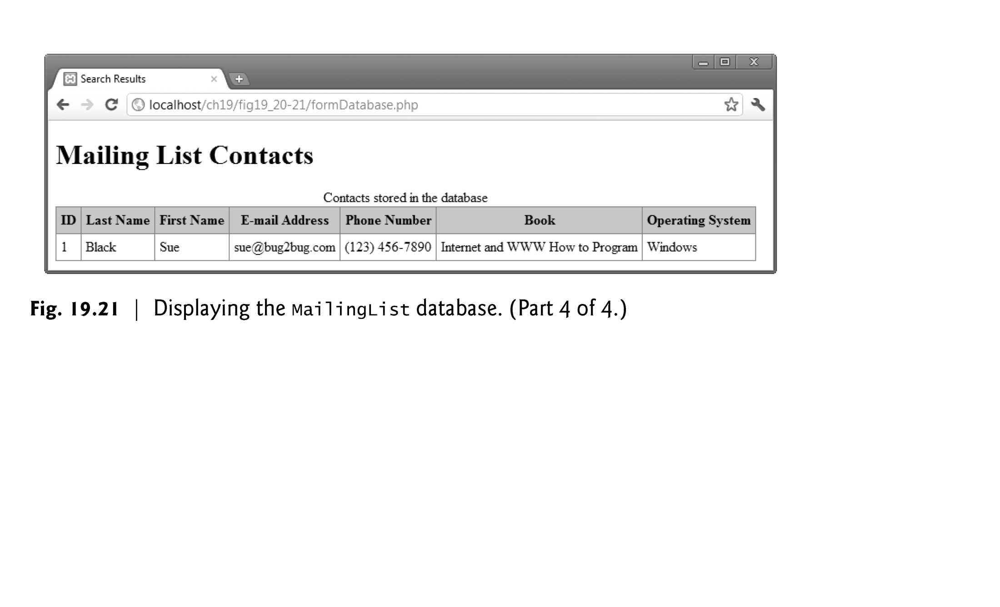 Search Results
localhost/ch19/fig19_20-21/formDatabase.php
Mailing List Contacts
Contacts stored in the database
ID Last Name First Name E-mail Address Phone Number Book Operating System
1 Black Sue sue@bug2bug.com (123) 456-7890 Internet and WWW How to Program Windows
Fig. 19.21 | Displaying the MailingList database. (Part 4 of 4.)